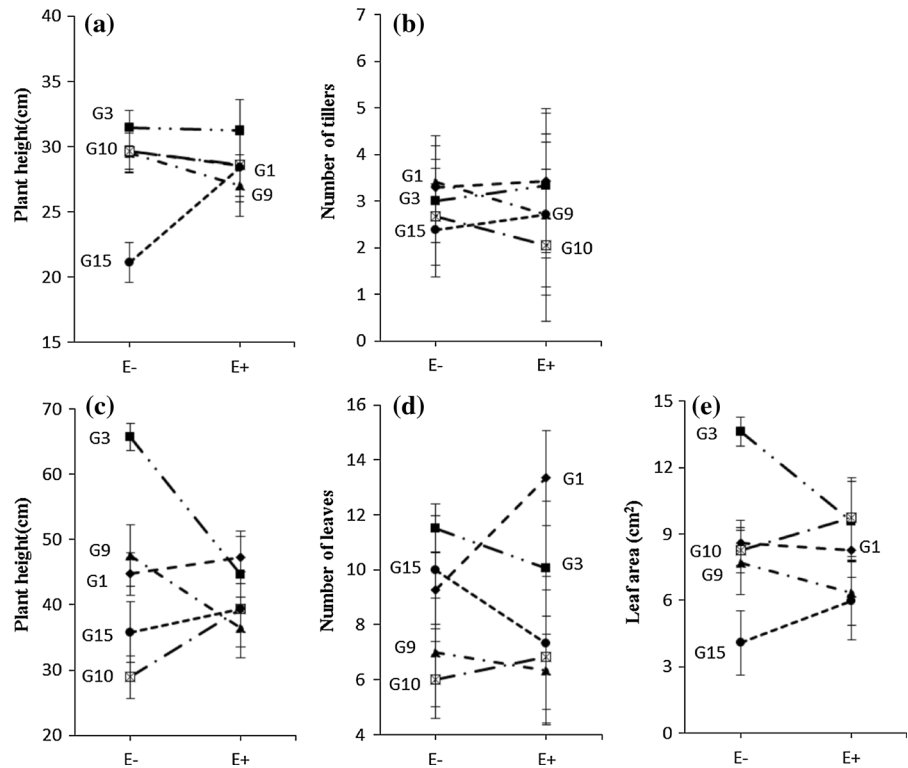 (a)
Plant height(cm)
40
35
30
25
20
15
G3
G10
G15
G1
G9
E-
E+
(b)
Number of tillers
7
6
5
4
3
2
1
0
G1
G3
G15
G9
G10
E-
E+
(c)
Plant height(cm)
70
60
50
40
30
20
G3
G9
G1
G15
G10
E-
E+
(d)
Number of leaves
16
14
12
10
8
6
4
G15
G9
G10
G1
G3
E-
E+
(e)
Leaf area (cm²)
15
12
9
6
3
0
G3
G10
G9
G15
G1
E-
E+